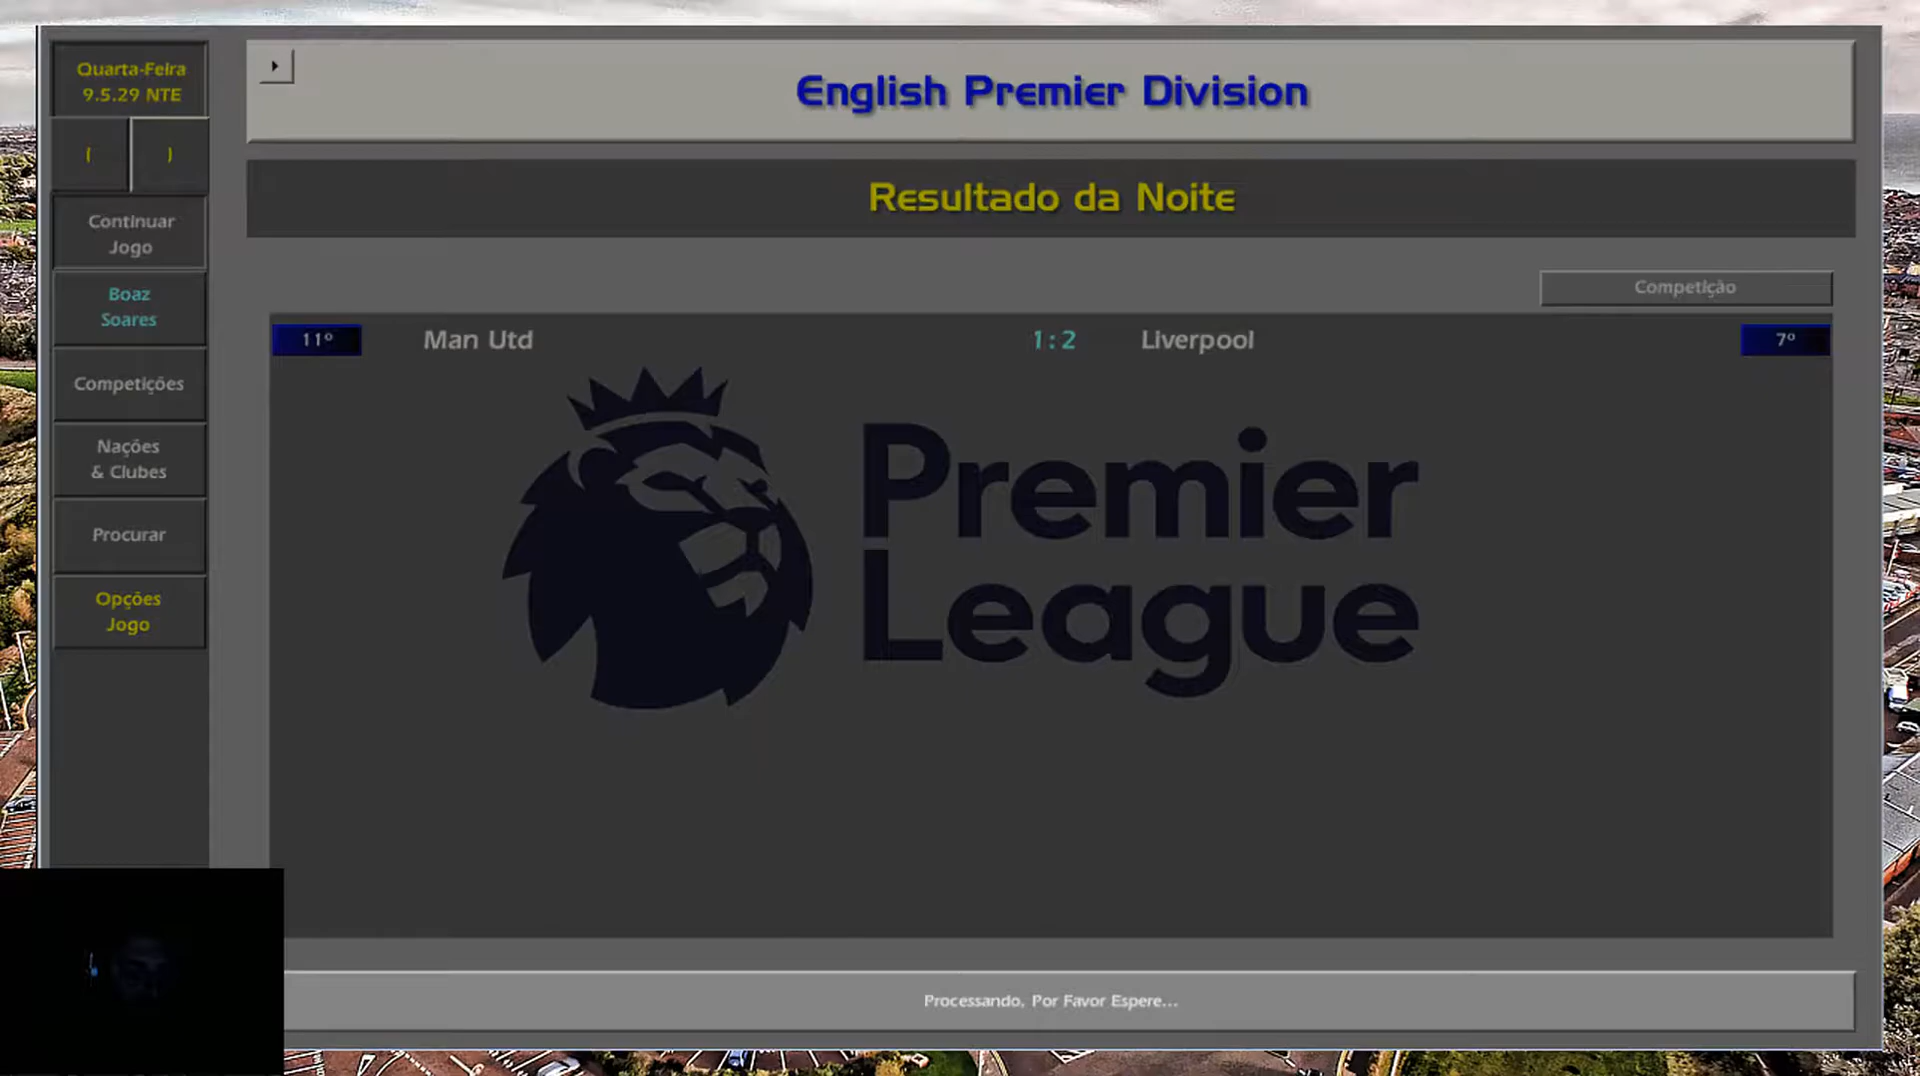 Quarta-Feira
9.5.29 NTE
( )
Continuar
Jogo
Boaz
Soares
Competições
Nações
& Clubes
Procurar
Opções
Jogo
English Premier Division
Resultado da Noite
Competição
11º Man Utd 1:2 Liverpool 7º
Premier
League
Processando. Por Favor Espere...